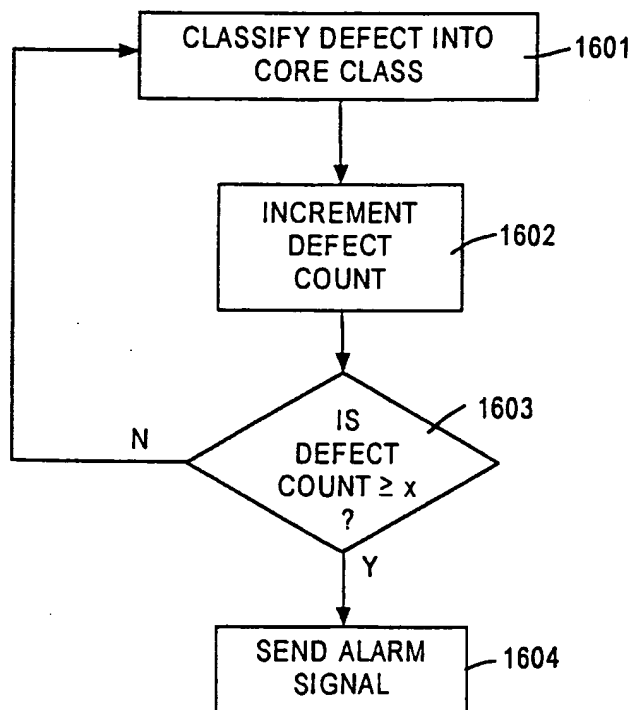 CLASSIFY DEFECT INTO
CORE CLASS
1601
INCREMENT
DEFECT
COUNT
1602
1603
IS
DEFECT
COUNT ≥ x
?
N
Y
SEND ALARM
SIGNAL
1604